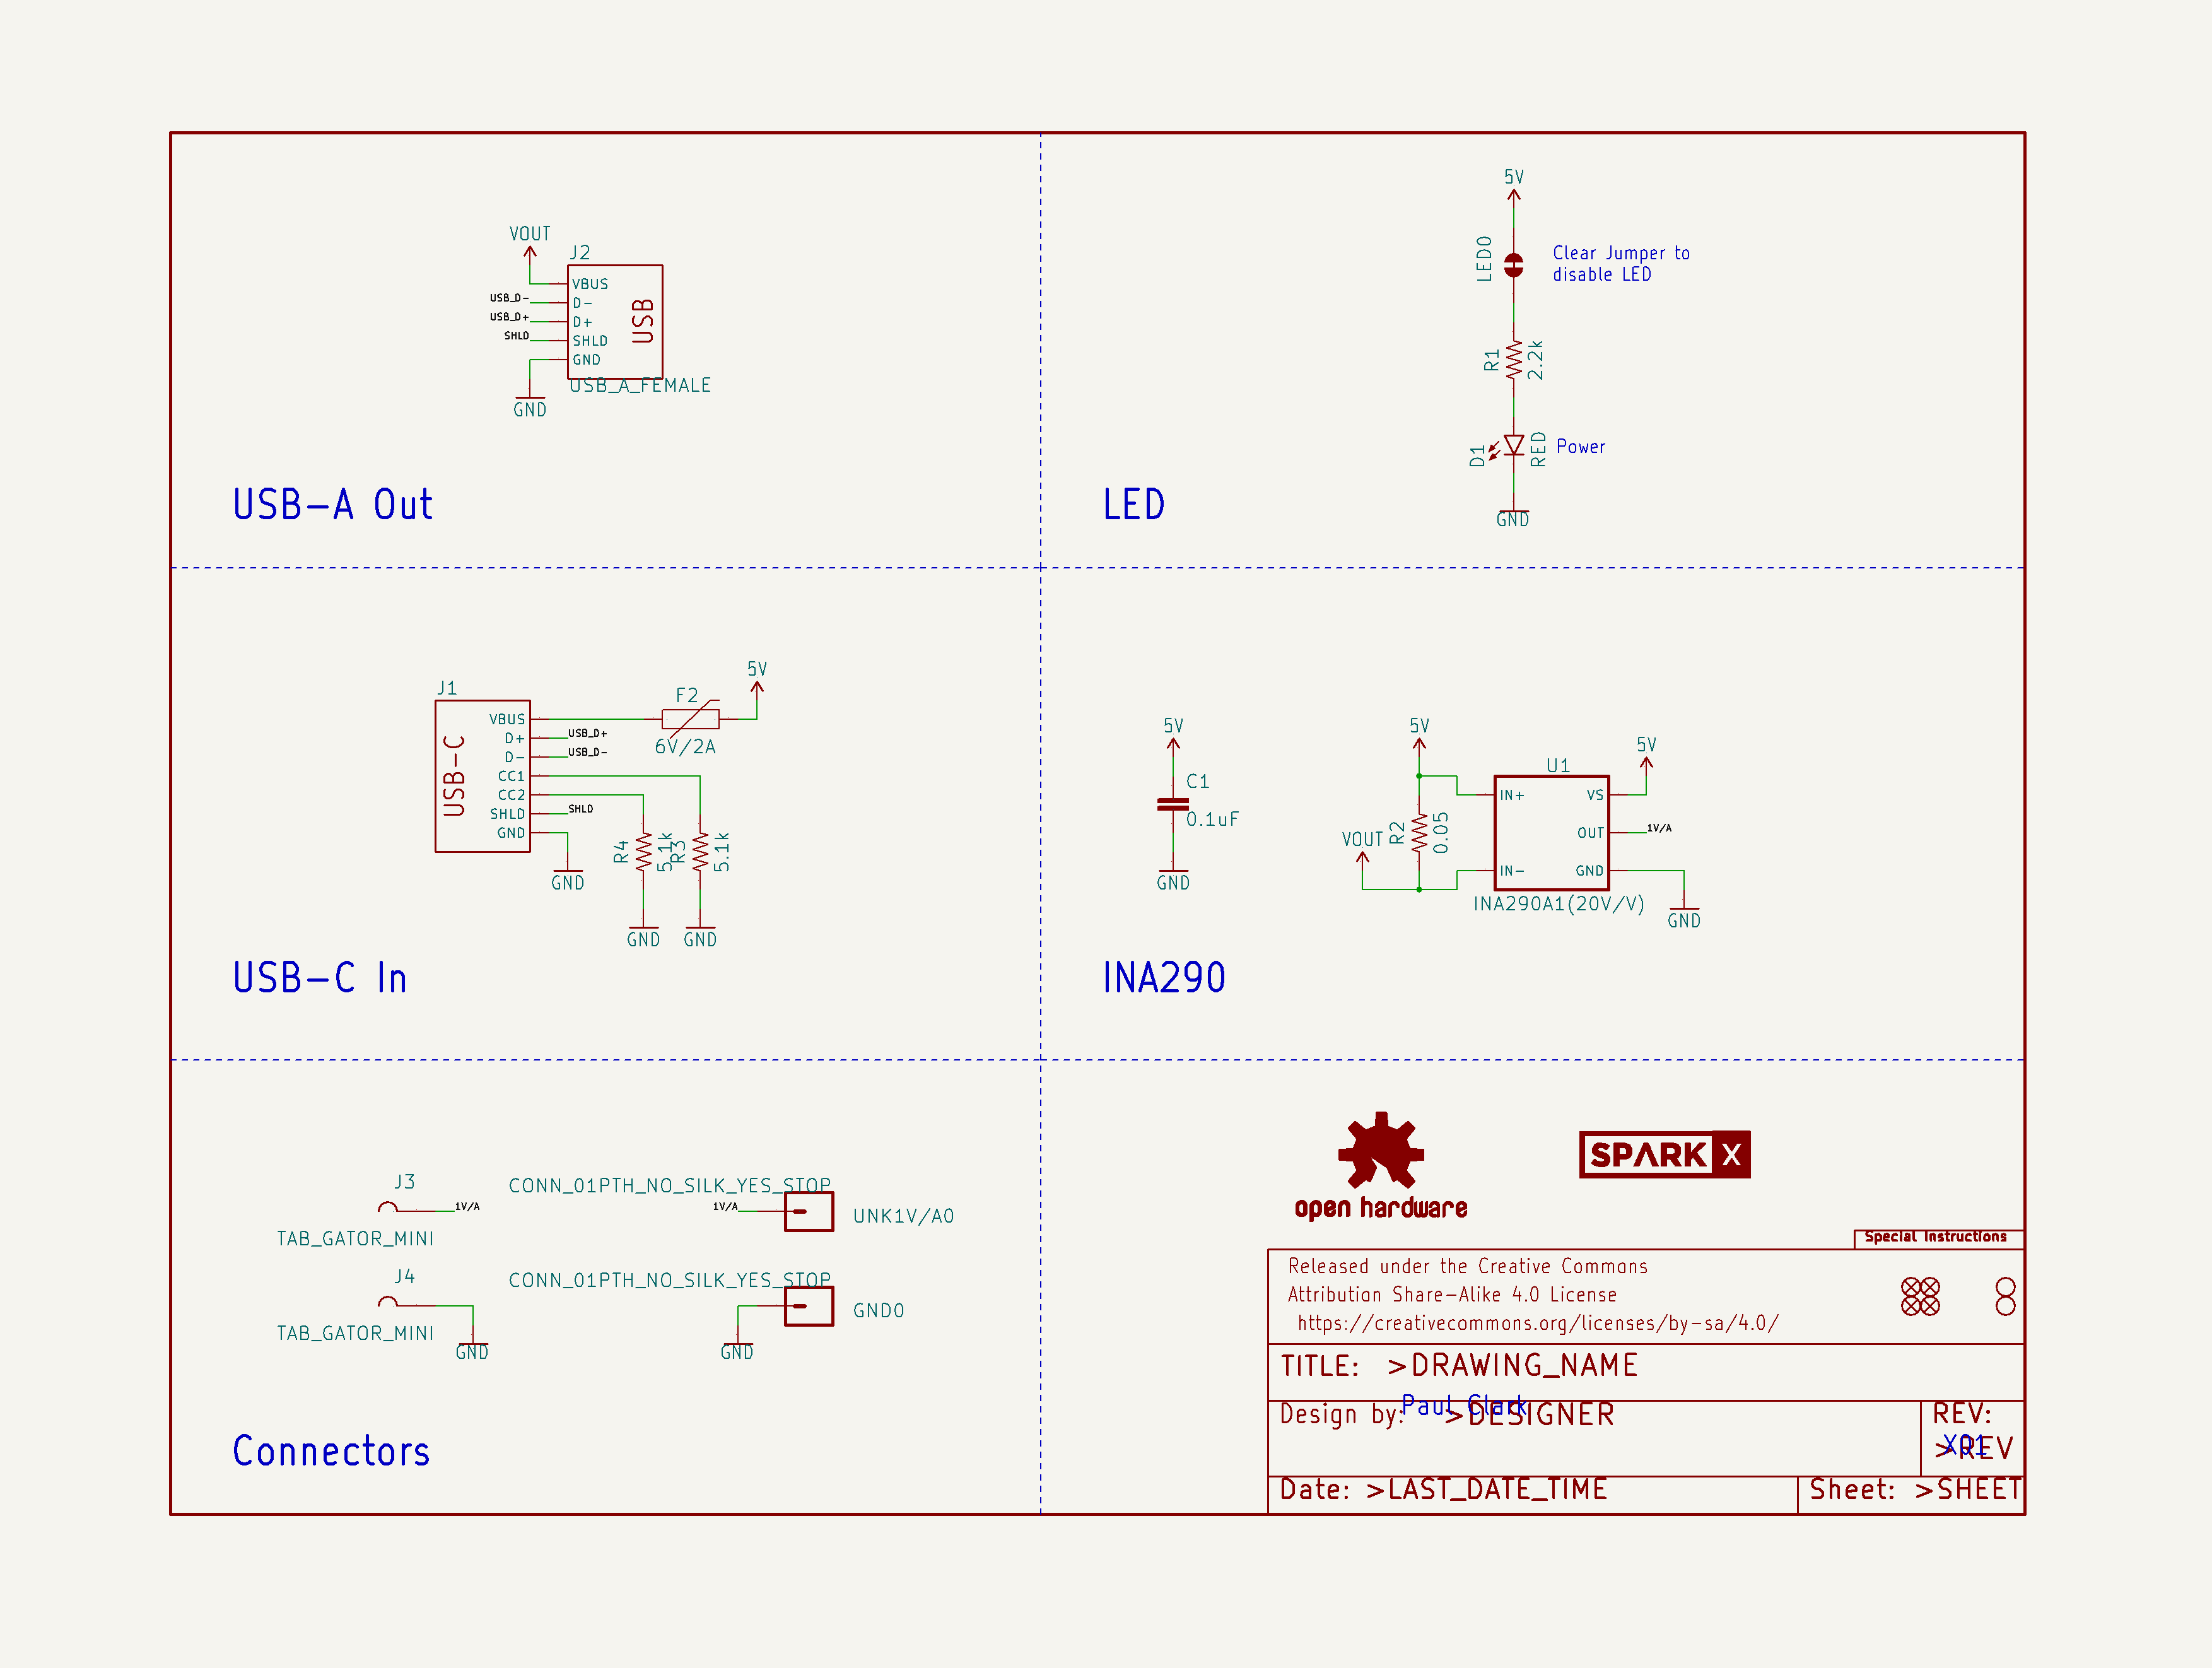 VOUT
J2
VBUS
USB_D-
D-
USB_D+
D+
SHLD
SHLD
GND
USB
USB_A_FEMALE
GND
USB-A Out
5V
LED0
Clear Jumper to
disable LED
R1
2.2k
D1
RED
Power
GND
LED
J1
USB-C
VBUS
D+
USB_D+
D-
USB_D-
CC1
CC2
SHLD
SHLD
GND
GND
F2
6V/2A
5V
R4
5.1k
R3
5.1k
GND
GND
USB-C In
5V
C1
0.1uF
GND
5V
VOUT
R2
0.05
U1
IN+
VS
OUT
1V/A
IN-
GND
INA290A1(20V/V)
5V
GND
INA290
J3
1V/A
TAB_GATOR_MINI
J4
TAB_GATOR_MINI
GND
CONN_01PTH_NO_SILK_YES_STOP
1V/A
UNK1V/A0
CONN_01PTH_NO_SILK_YES_STOP
GND0
GND
Connectors
open hardware
SPARK X
Special Instructions
Released under the Creative Commons
Attribution Share-Alike 4.0 License
https://creativecommons.org/licenses/by-sa/4.0/
TITLE: >DRAWING_NAME
Design by: >DESIGNER
Paul Clark
REV:
>REV
X01
Date: >LAST_DATE_TIME
Sheet: >SHEET